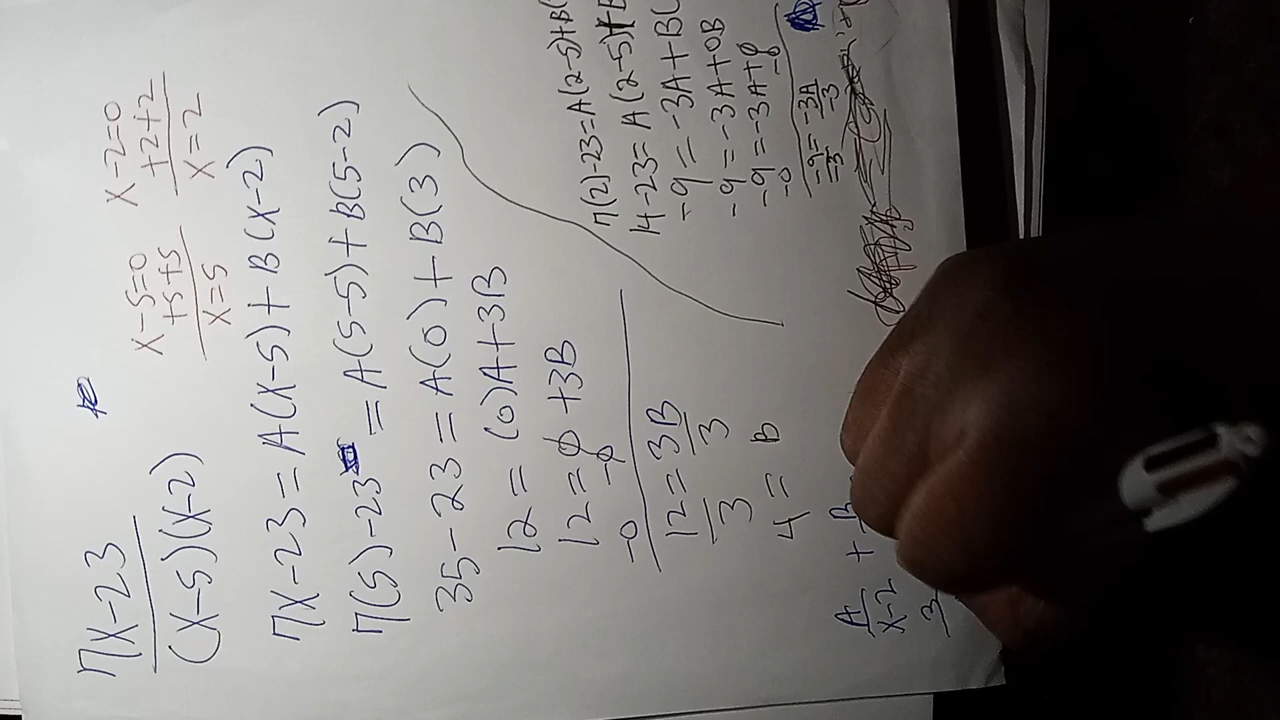 7x-23
(x-5)(x-2)
x-5=0
+5+5
x=5
x-2=0
+2+2
x=2
7x-23=A(x-5)+B(x-2)
7(5)-23=A(5-5)+B(5-2)
35-23=A(0)+B(3)
12=(0)A+3B
12=0+3B
-0 -0
12=3B
3 3
4=B
7(2)-23=A(2-5)+B(
14-23=A(2-5)+B
-9=-3A+B(
-9=-3A+0B
-9=-3A+0
-0 -0
-9=-3A
-3 -3
A + B
x-2
3